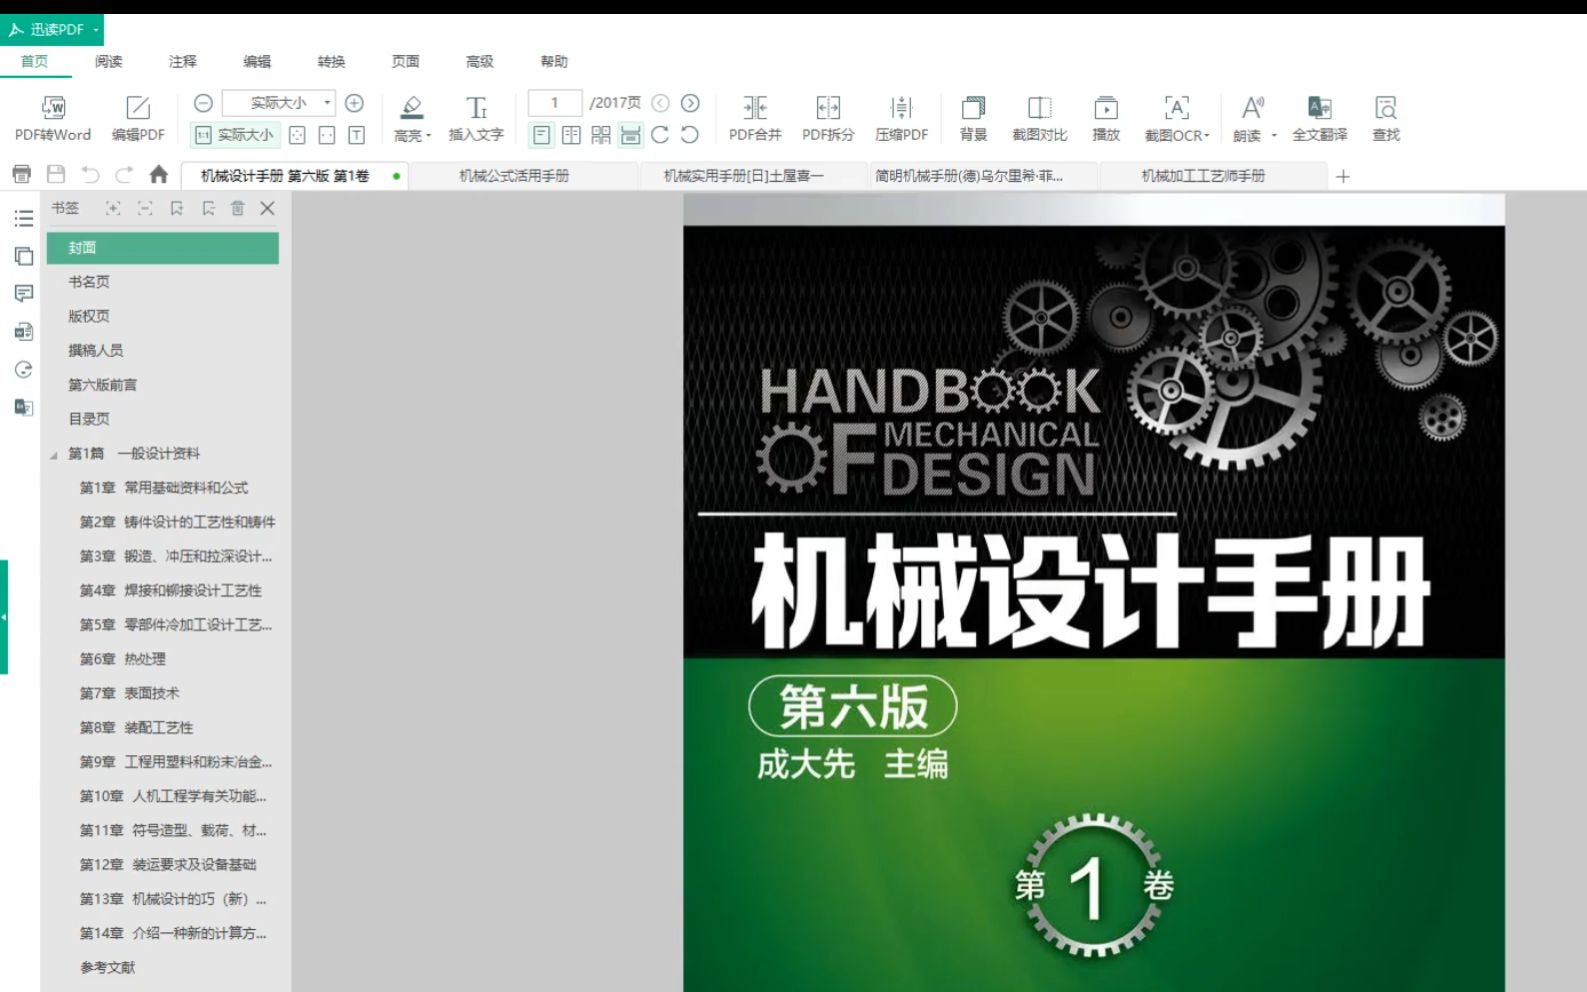 迅读PDF
首页 阅读 注释 编辑 转换 页面 高级 帮助
实际大小 1 /2017页
PDF转Word 编辑PDF 1:1 实际大小 高亮 插入文字 PDF合并 PDF拆分 压缩PDF 背景 截图对比 播放 截图OCR 朗读 全文翻译 查找
机械设计手册 第六版 第1卷 机械公式活用手册 机械实用手册[日]土屋喜一 简明机械手册(德)乌尔里希·菲... 机械加工工艺师手册
书签
封面
书名页
版权页
撰稿人员
第六版前言
目录页
第1篇 一般设计资料
第1章 常用基础资料和公式
第2章 铸件设计的工艺性和铸件
第3章 锻造、冲压和拉深设计...
第4章 焊接和铆接设计工艺性
第5章 零部件冷加工设计工艺...
第6章 热处理
第7章 表面技术
第8章 装配工艺性
第9章 工程用塑料和粉末冶金...
第10章 人机工程学有关功能...
第11章 符号造型、载荷、材...
第12章 装运要求及设备基础
第13章 机械设计的巧（新）...
第14章 介绍一种新的计算方...
参考文献
HANDBOOK
OF MECHANICAL
DESIGN
机械设计手册
第六版
成大先 主编
第 1 卷